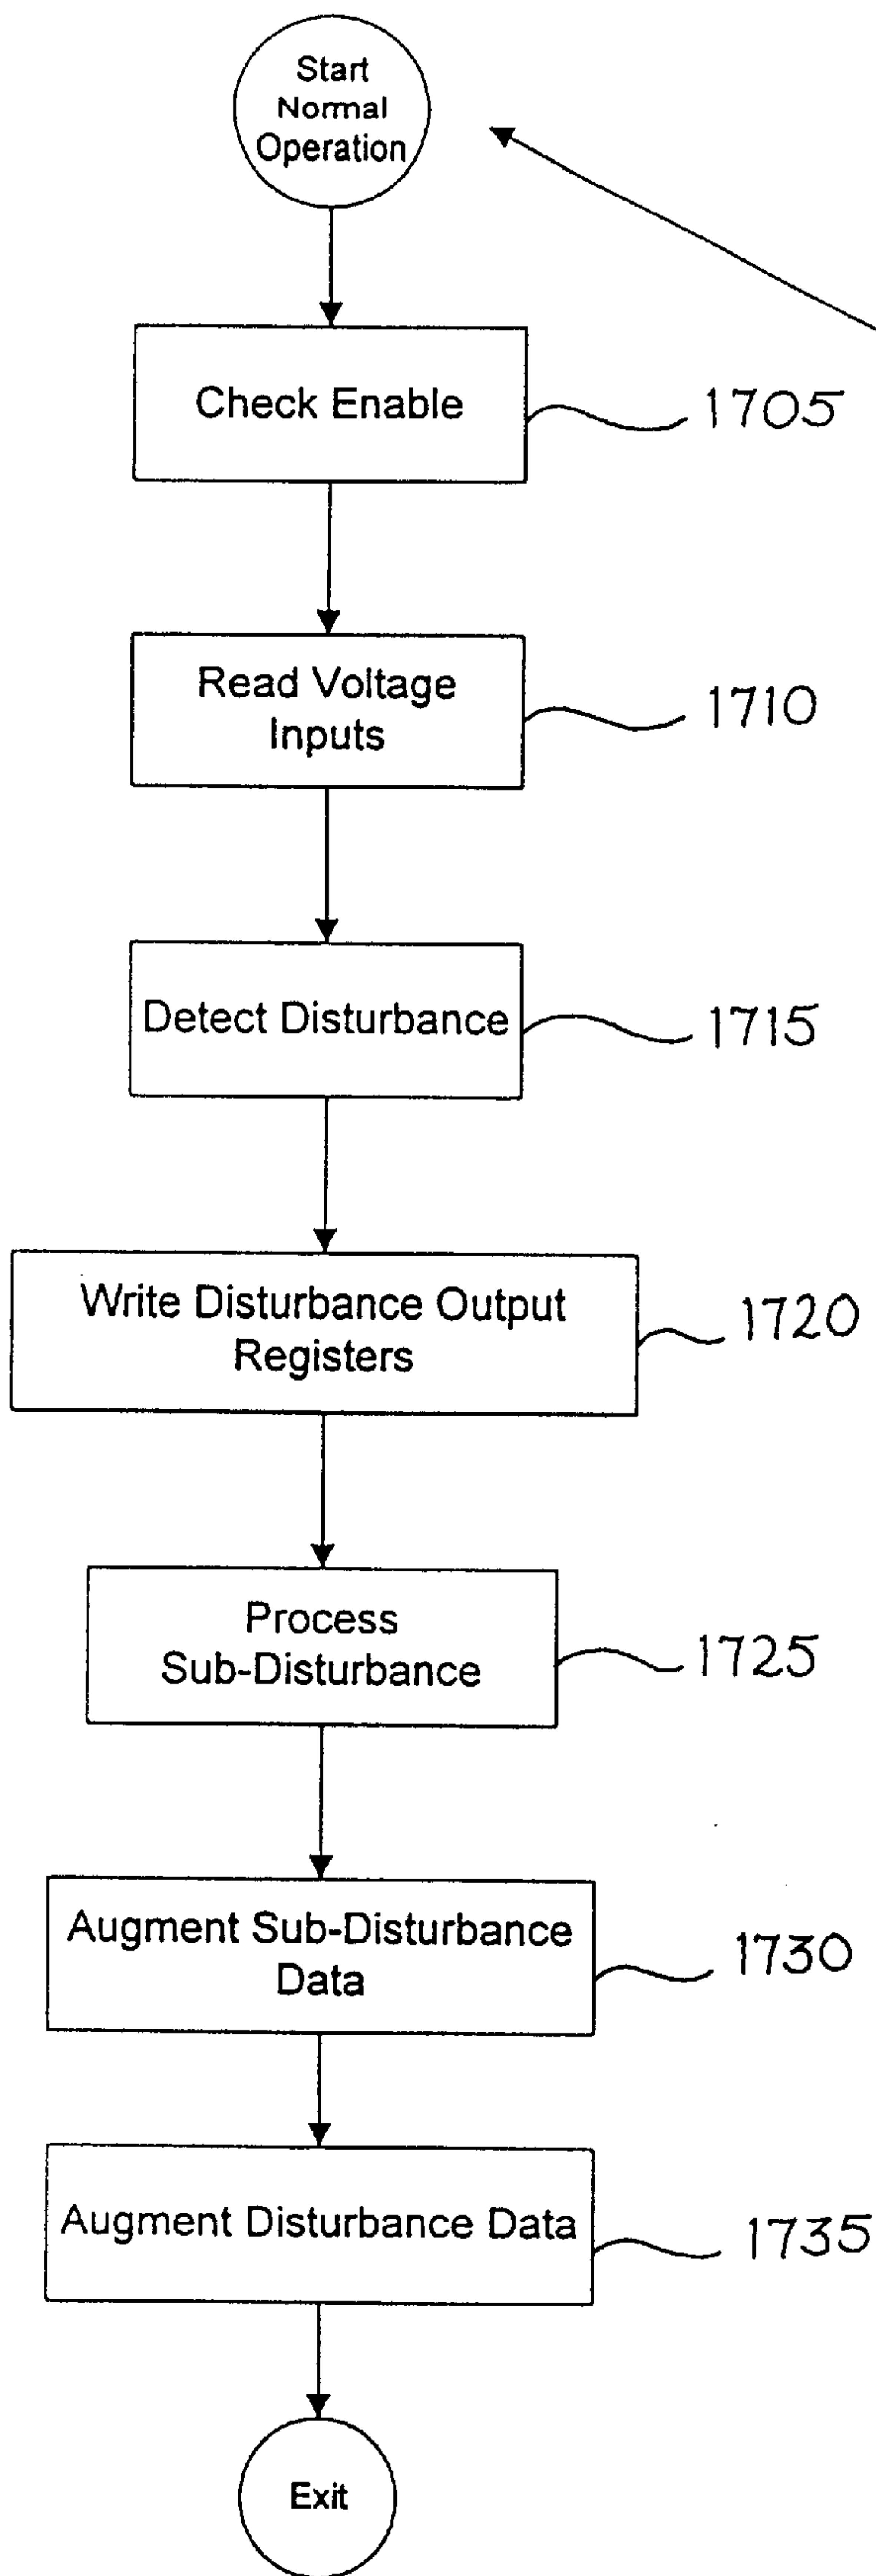 Start
Normal
Operation
Check Enable
1705
Read Voltage
Inputs
1710
Detect Disturbance
1715
Write Disturbance Output
Registers
1720
Process
Sub-Disturbance
1725
Augment Sub-Disturbance
Data
1730
Augment Disturbance Data
1735
Exit